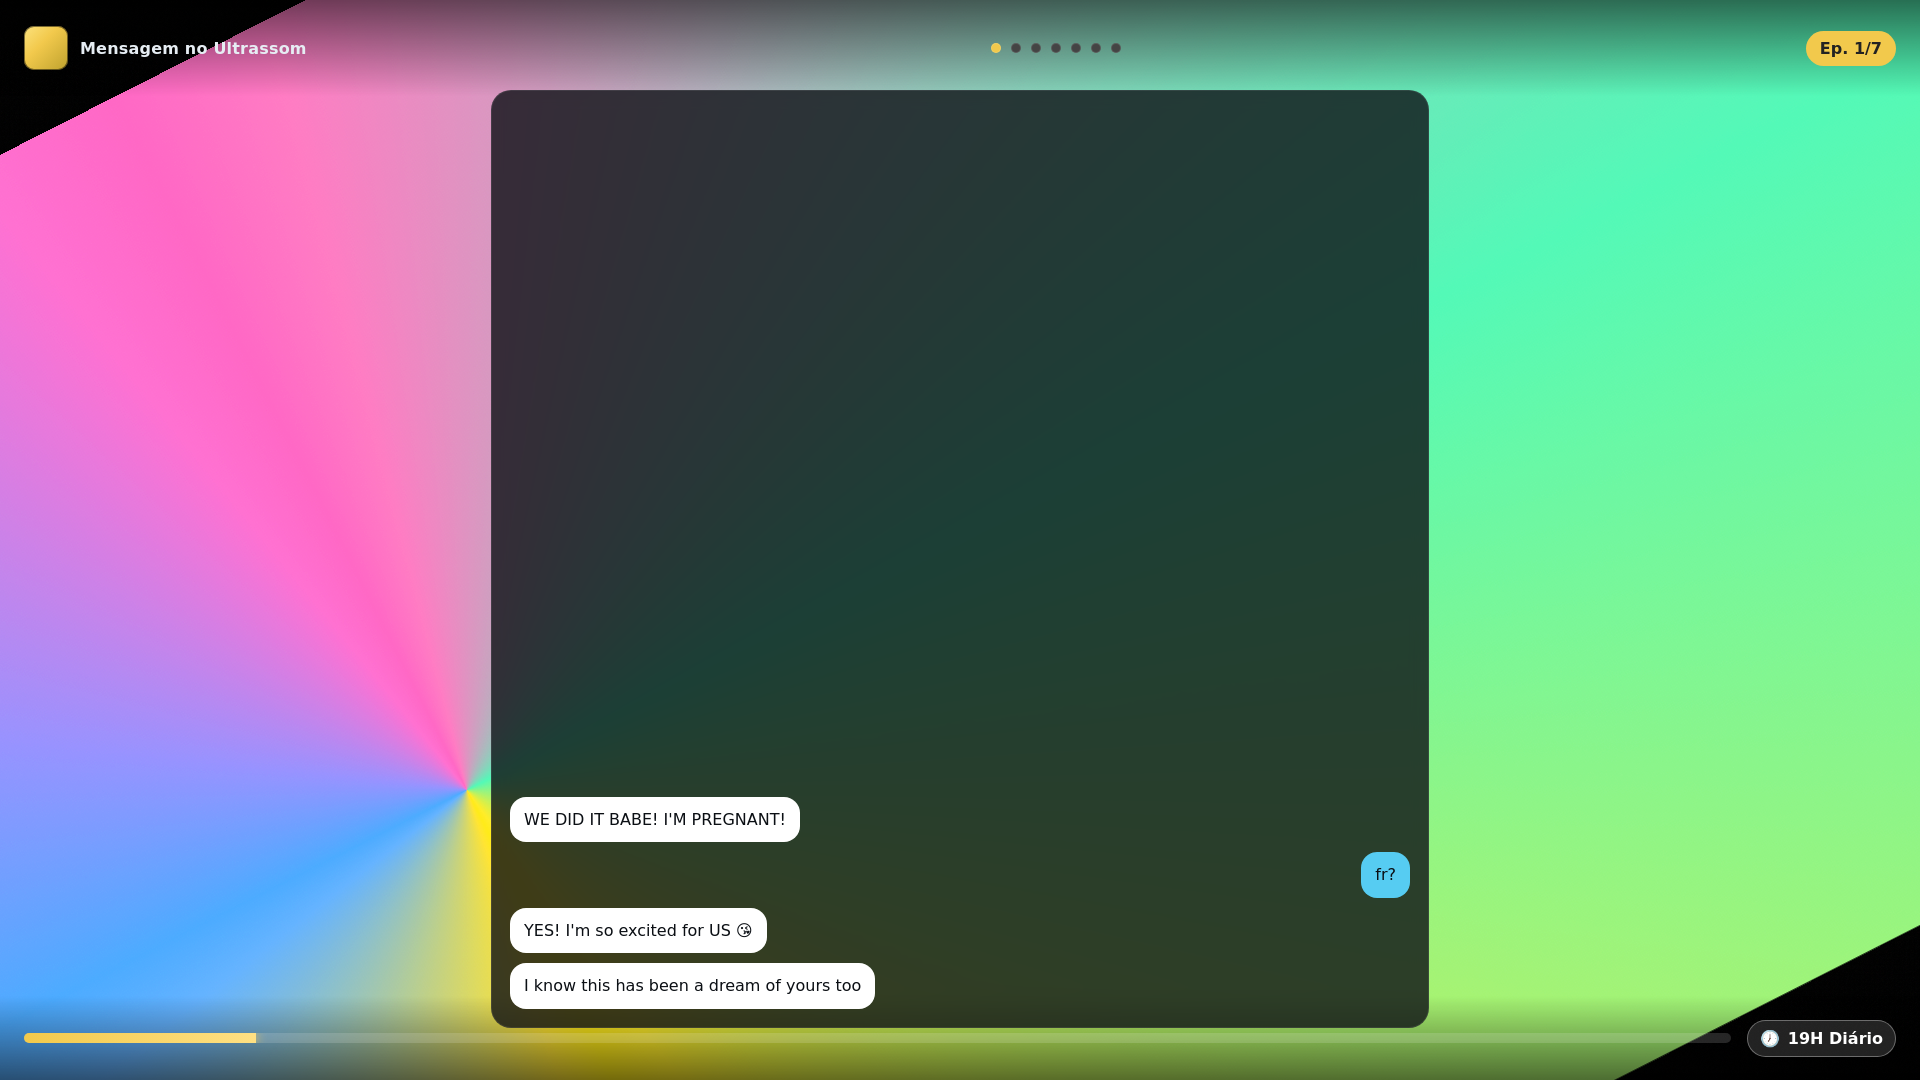 Mensagem no Ultrassom
Ep. 1/7
WE DID IT BABE! I'M PREGNANT!
fr?
YES! I'm so excited for US 😘
I know this has been a dream of yours too
🕖 19H Diário